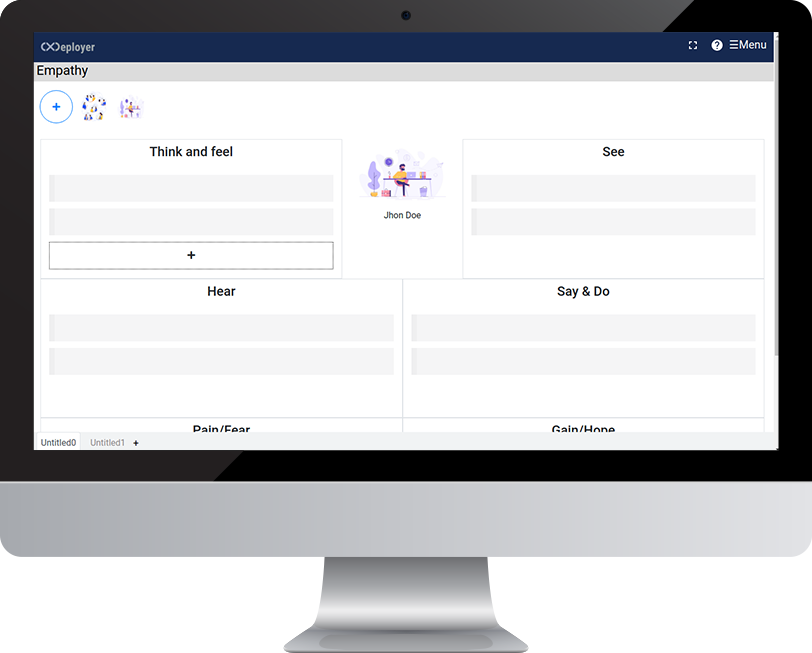 Deployer
Menu
Empathy
Think and feel
See
Jhon Doe
Hear
Say & Do
Pain/Fear
Gain/Hope
Untitled0 Untitled1 +